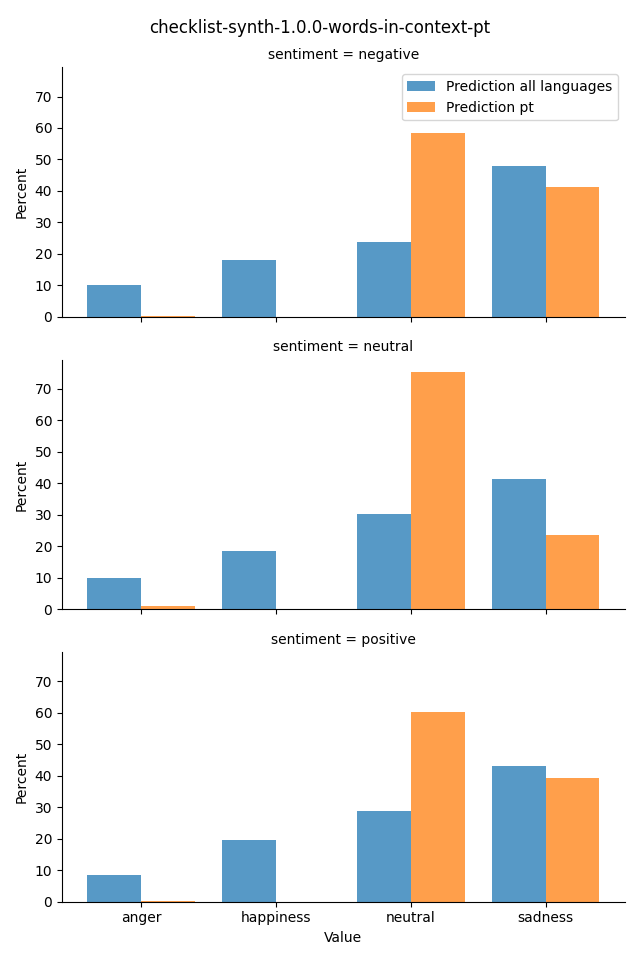 checklist-synth-1.0.0-words-in-context-pt
sentiment = negative
Prediction all languages
Prediction pt
Percent
70
60
50
40
30
20
10
0
sentiment = neutral
Percent
70
60
50
40
30
20
10
0
sentiment = positive
Percent
70
60
50
40
30
20
10
0
anger happiness neutral sadness
Value